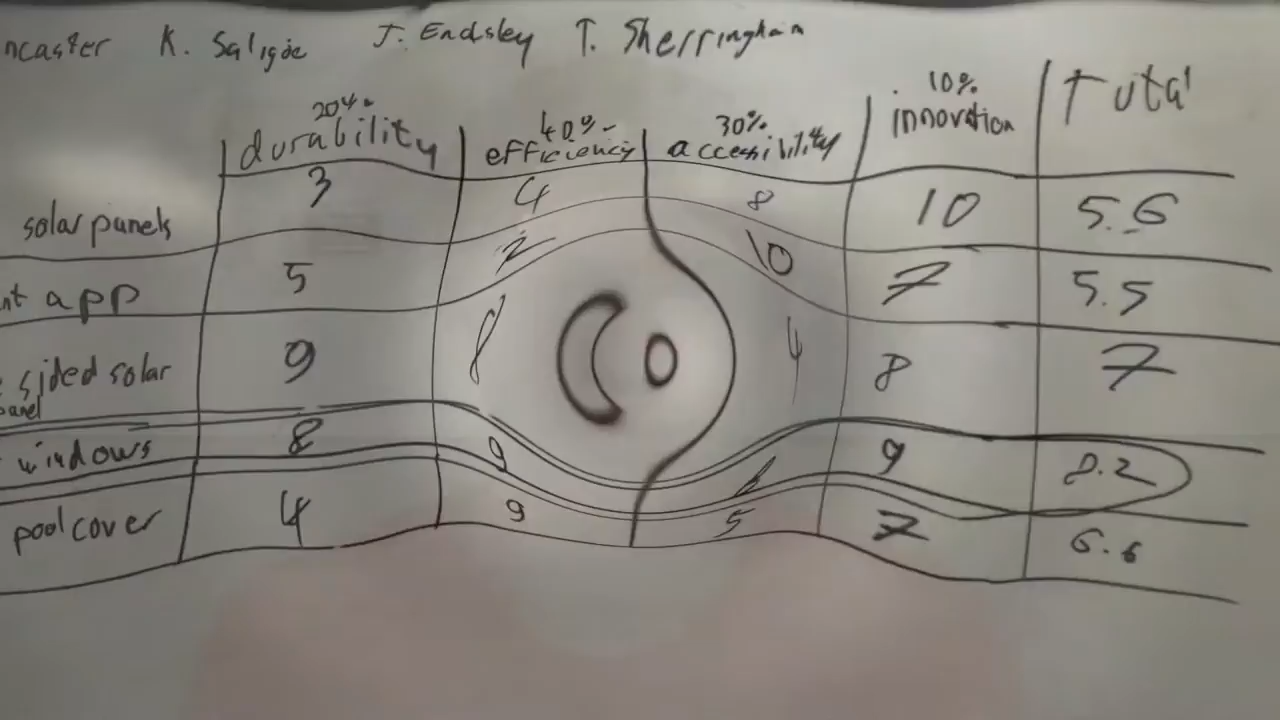 ncaster K. Saligoe J. Endsley T. Sherringham
20% 40% 30% 10%
durability efficiency accessibility innovation Total
solar panels 3 4 8 10 5.6
nt app 5 2 10 7 5.5
sided solar 9 8 4 8 7
panel
windows 8 9 6 9 8.2
pool cover 4 9 5 7 6.6